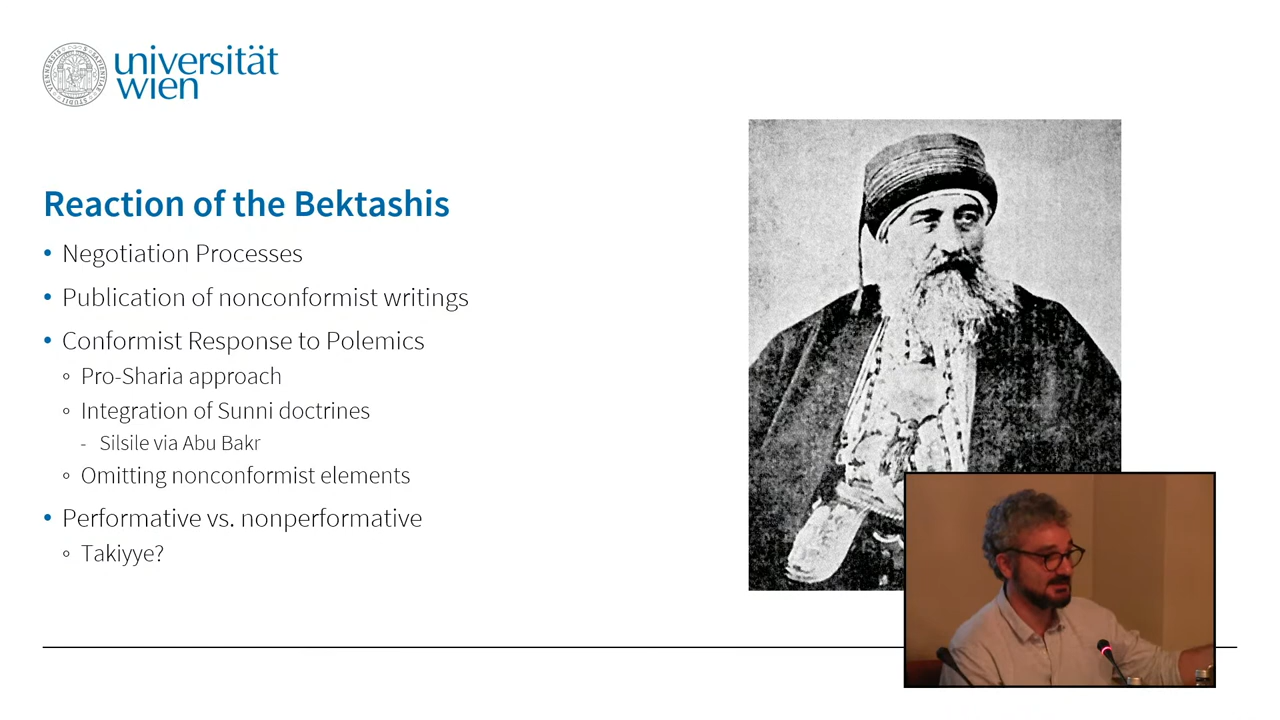 universität
wien
Reaction of the Bektashis
• Negotiation Processes
• Publication of nonconformist writings
• Conformist Response to Polemics
◦ Pro-Sharia approach
◦ Integration of Sunni doctrines
- Silsile via Abu Bakr
◦ Omitting nonconformist elements
• Performative vs. nonperformative
◦ Takiyye?